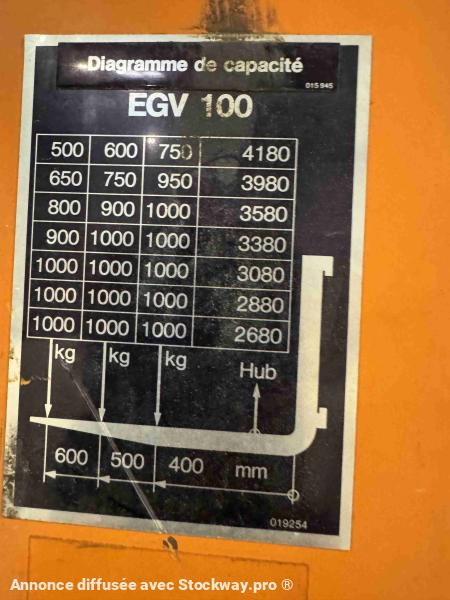 Diagramme de capacité
015 945
EGV 100
500 600 750 4180
650 750 950 3980
800 900 1000 3580
900 1000 1000 3380
1000 1000 1000 3080
1000 1000 1000 2880
1000 1000 1000 2680
kg kg kg
Hub
600 500 400 mm
019254
Annonce diffusée avec Stockway.pro ®